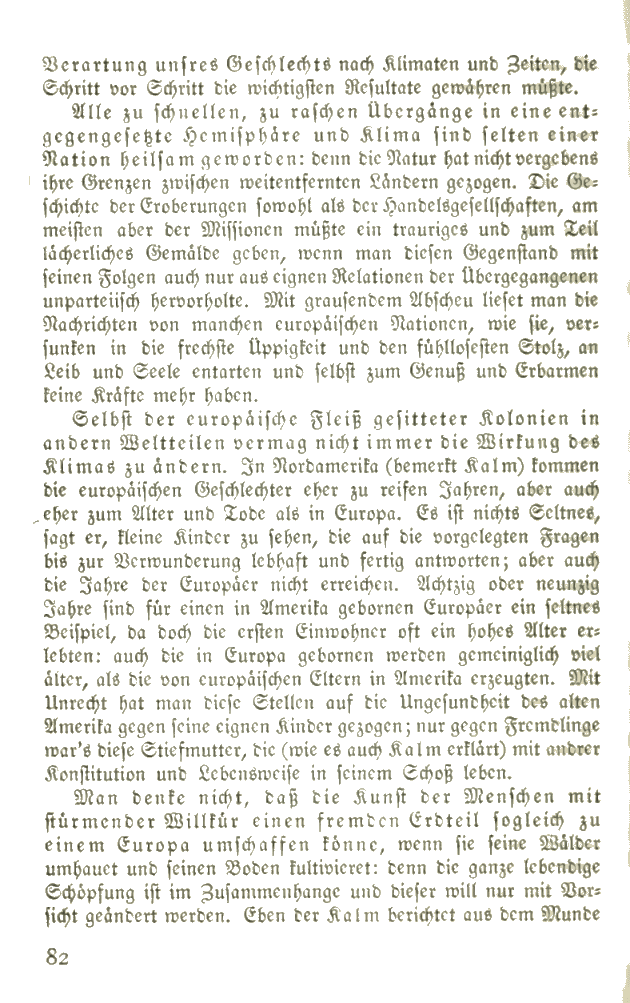 Verartung unsres Geschlechts nach Klimaten und Zeiten, die
Schritt vor Schritt die wichtigsten Resultate gewähren müßte.
Alle zu schnellen, zu raschen Übergänge in eine ent-
gegengesetzte Hemisphäre und Klima sind selten einer
Nation heilsam geworden: denn die Natur hat nicht vergebens
ihre Grenzen zwischen weitentfernten Ländern gezogen. Die Ge-
schichte der Eroberungen sowohl als der Handelsgesellschaften, am
meisten aber der Missionen müßte ein trauriges und zum Teil
lächerliches Gemälde geben, wenn man diesen Gegenstand mit
seinen Folgen auch nur aus eignen Relationen der Übergegangenen
unparteiisch hervorholte. Mit grausendem Abscheu lieset man die
Nachrichten von manchen europäischen Nationen, wie sie, ver-
sunken in die frechste Üppigkeit und den fühllosesten Stolz, an
Leib und Seele entarten und selbst zum Genuß und Erbarmen
keine Kräfte mehr haben.
Selbst der europäische Fleiß gesitteter Kolonien in
andern Weltteilen vermag nicht immer die Wirkung des
Klimas zu ändern. In Nordamerika (bemerkt Kalm) kommen
die europäischen Geschlechter eher zu reifen Jahren, aber auch
eher zum Alter und Tode als in Europa. Es ist nichts Seltnes,
sagt er, kleine Kinder zu sehen, die auf die vorgelegten Fragen
bis zur Verwunderung lebhaft und fertig antworten; aber auch
die Jahre der Europäer nicht erreichen. Achtzig oder neunzig
Jahre sind für einen in Amerika gebornen Europäer ein seltnes
Beispiel, da doch die ersten Einwohner oft ein hohes Alter er-
lebten: auch die in Europa gebornen werden gemeiniglich viel
älter, als die von europäischen Eltern in Amerika erzeugten. Mit
Unrecht hat man diese Stellen auf die Ungesundheit des alten
Amerika gegen seine eignen Kinder gezogen; nur gegen Fremdlinge
war's diese Stiefmutter, die (wie es auch Kalm erklärt) mit andrer
Konstitution und Lebensweise in seinem Schoß leben.
Man denke nicht, daß die Kunst der Menschen mit
stürmender Willkür einen fremden Erdteil sogleich zu
einem Europa umschaffen könne, wenn sie seine Wälder
umhauet und seinen Boden kultivieret: denn die ganze lebendige
Schöpfung ist im Zusammenhange und dieser will nur mit Vor-
sicht geändert werden. Eben der Kalm berichtet aus dem Munde
82